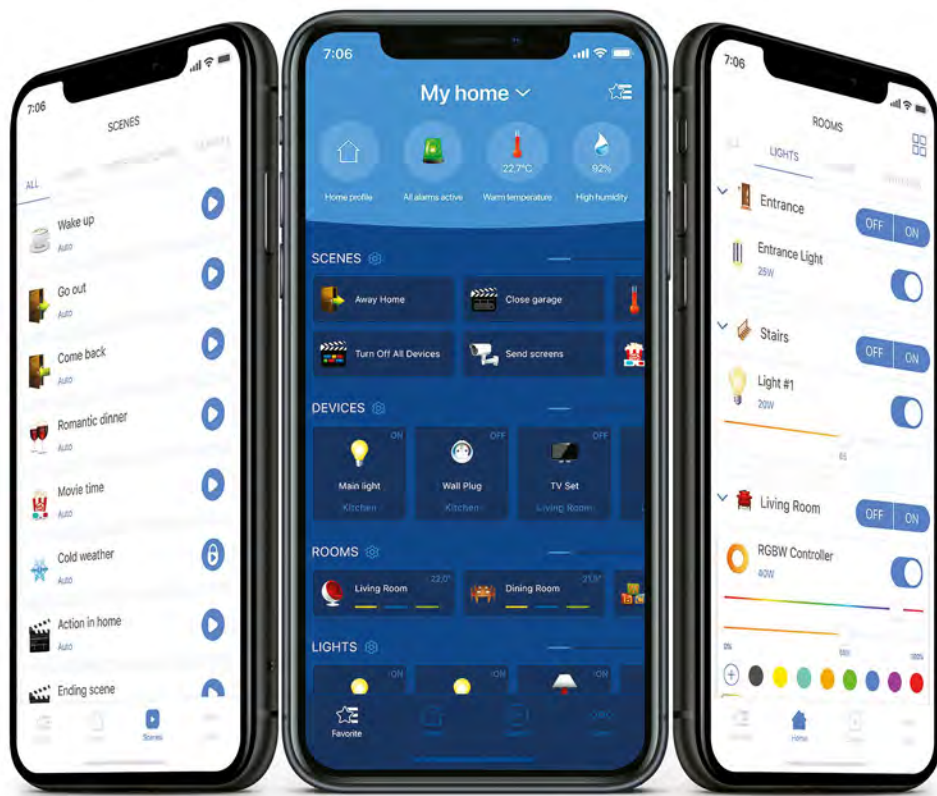 7:06
SCENES
ALL
Wake up
Auto
Go out
Auto
Come back
Auto
Romantic dinner
Auto
Movie time
Auto
Cold weather
Auto
Action in home
Auto
Ending scene
Scenes
7:06
My home
22,7°C
92%
Home profile
All alarms active
Warm temperature
High humidity
SCENES
Away Home
Close garage
Turn Off All Devices
Send screens
DEVICES
ON
OFF
OFF
Main light
Wall Plug
TV Set
Kitchen
Kitchen
Living Room
ROOMS
Living Room
22,0°
Dining Room
21,5°
LIGHTS
ON
ON
ON
Favorite
7:06
ROOMS
ALL
LIGHTS
Entrance
OFF ON
Entrance Light
25W
Stairs
OFF ON
Light #1
20W
65
Living Room
OFF ON
RGBW Controller
40W
0%
100%
Home